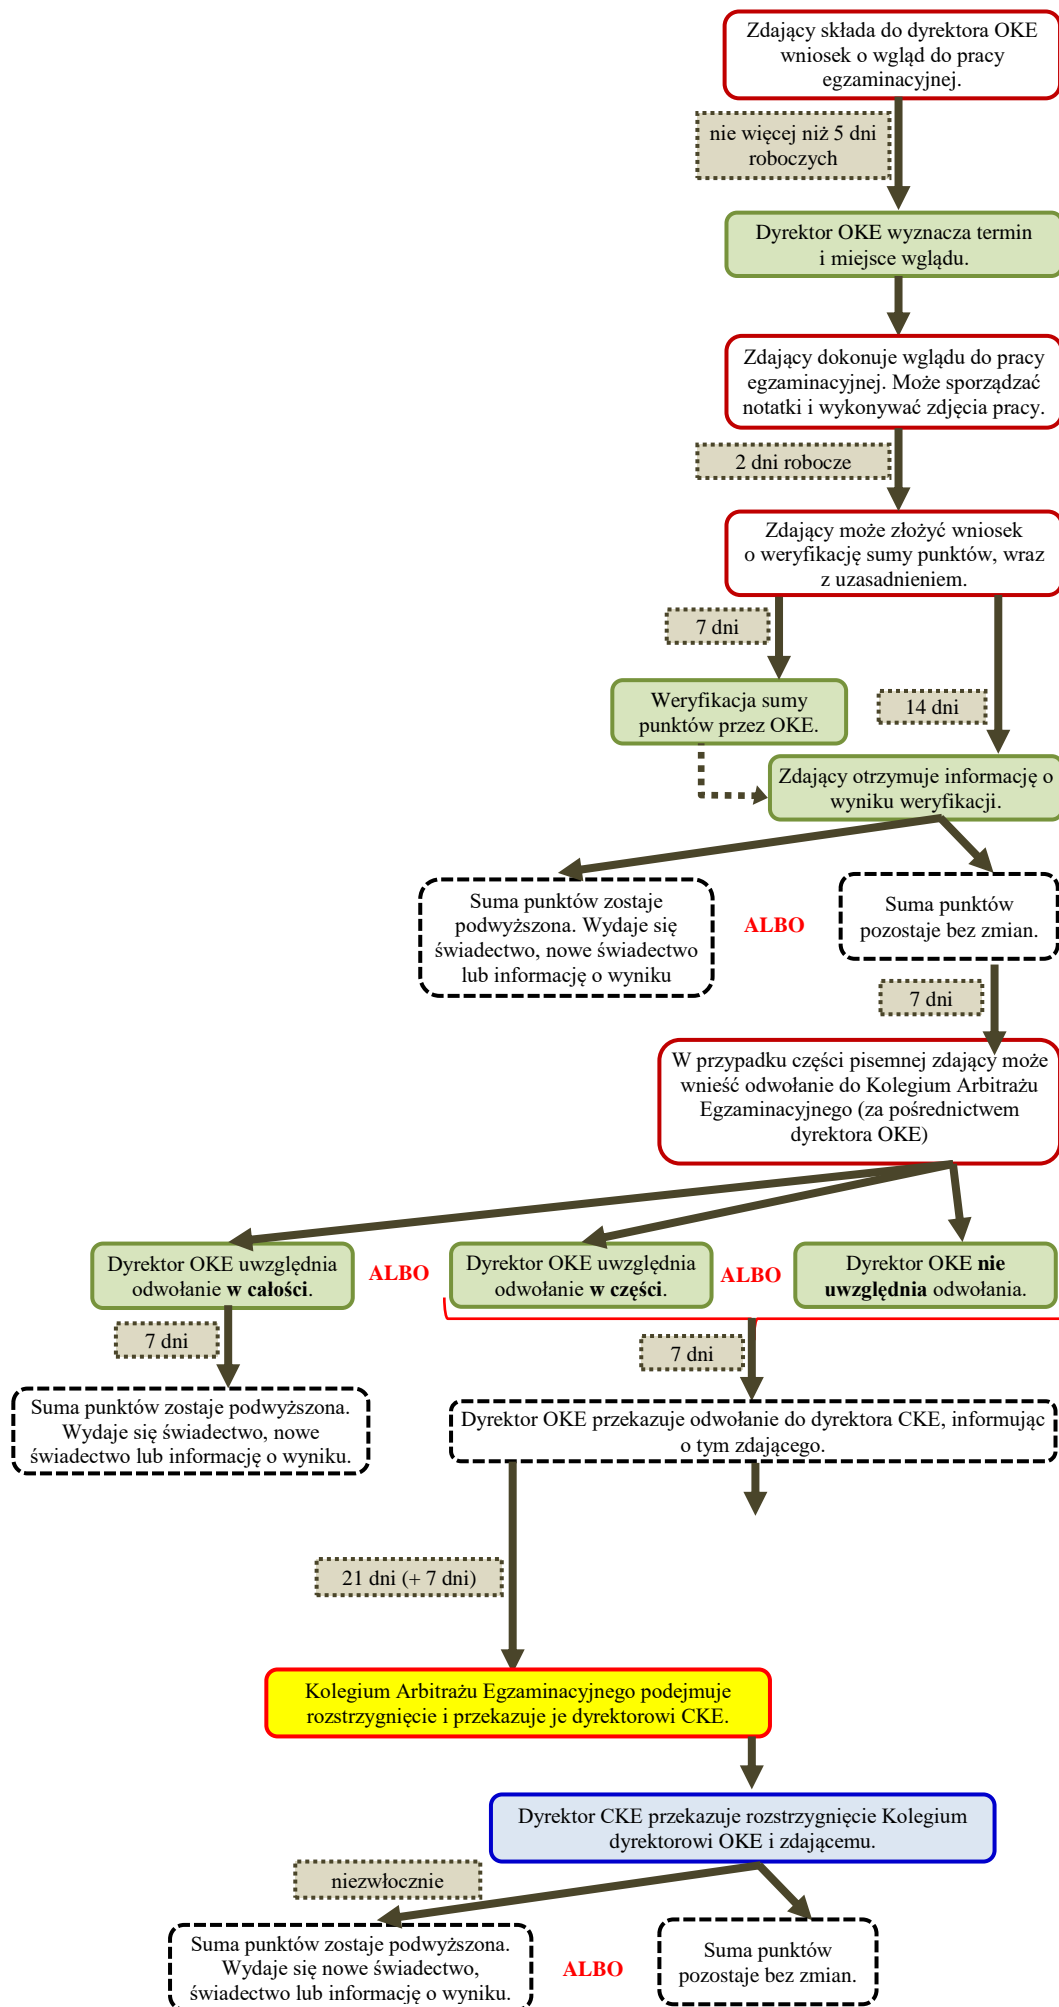 Zdający składa do dyrektora OKE
wniosek o wgląd do pracy
egzaminacyjnej.
nie więcej niż 5 dni
roboczych
Dyrektor OKE wyznacza termin
i miejsce wglądu.
Zdający dokonuje wglądu do pracy
egzaminacyjnej. Może sporządzać
notatki i wykonywać zdjęcia pracy.
2 dni robocze
Zdający może złożyć wniosek
o weryfikację sumy punktów, wraz
z uzasadnieniem.
7 dni
Weryfikacja sumy
punktów przez OKE.
14 dni
Zdający otrzymuje informację o
wyniku weryfikacji.
Suma punktów zostaje
podwyższona. Wydaje się
świadectwo, nowe świadectwo
lub informację o wyniku
ALBO
Suma punktów
pozostaje bez zmian.
7 dni
W przypadku części pisemnej zdający może
wnieść odwołanie do Kolegium Arbitrażu
Egzaminacyjnego (za pośrednictwem
dyrektora OKE)
Dyrektor OKE uwzględnia
odwołanie w całości.
ALBO
Dyrektor OKE uwzględnia
odwołanie w części.
ALBO
Dyrektor OKE nie
uwzględnia odwołania.
7 dni
7 dni
Suma punktów zostaje podwyższona.
Wydaje się świadectwo, nowe
świadectwo lub informację o wyniku.
Dyrektor OKE przekazuje odwołanie do dyrektora CKE, informując
o tym zdającego.
21 dni (+ 7 dni)
Kolegium Arbitrażu Egzaminacyjnego podejmuje
rozstrzygnięcie i przekazuje je dyrektorowi CKE.
Dyrektor CKE przekazuje rozstrzygnięcie Kolegium
dyrektorowi OKE i zdającemu.
niezwłocznie
Suma punktów zostaje podwyższona.
Wydaje się nowe świadectwo,
świadectwo lub informację o wyniku.
ALBO
Suma punktów
pozostaje bez zmian.